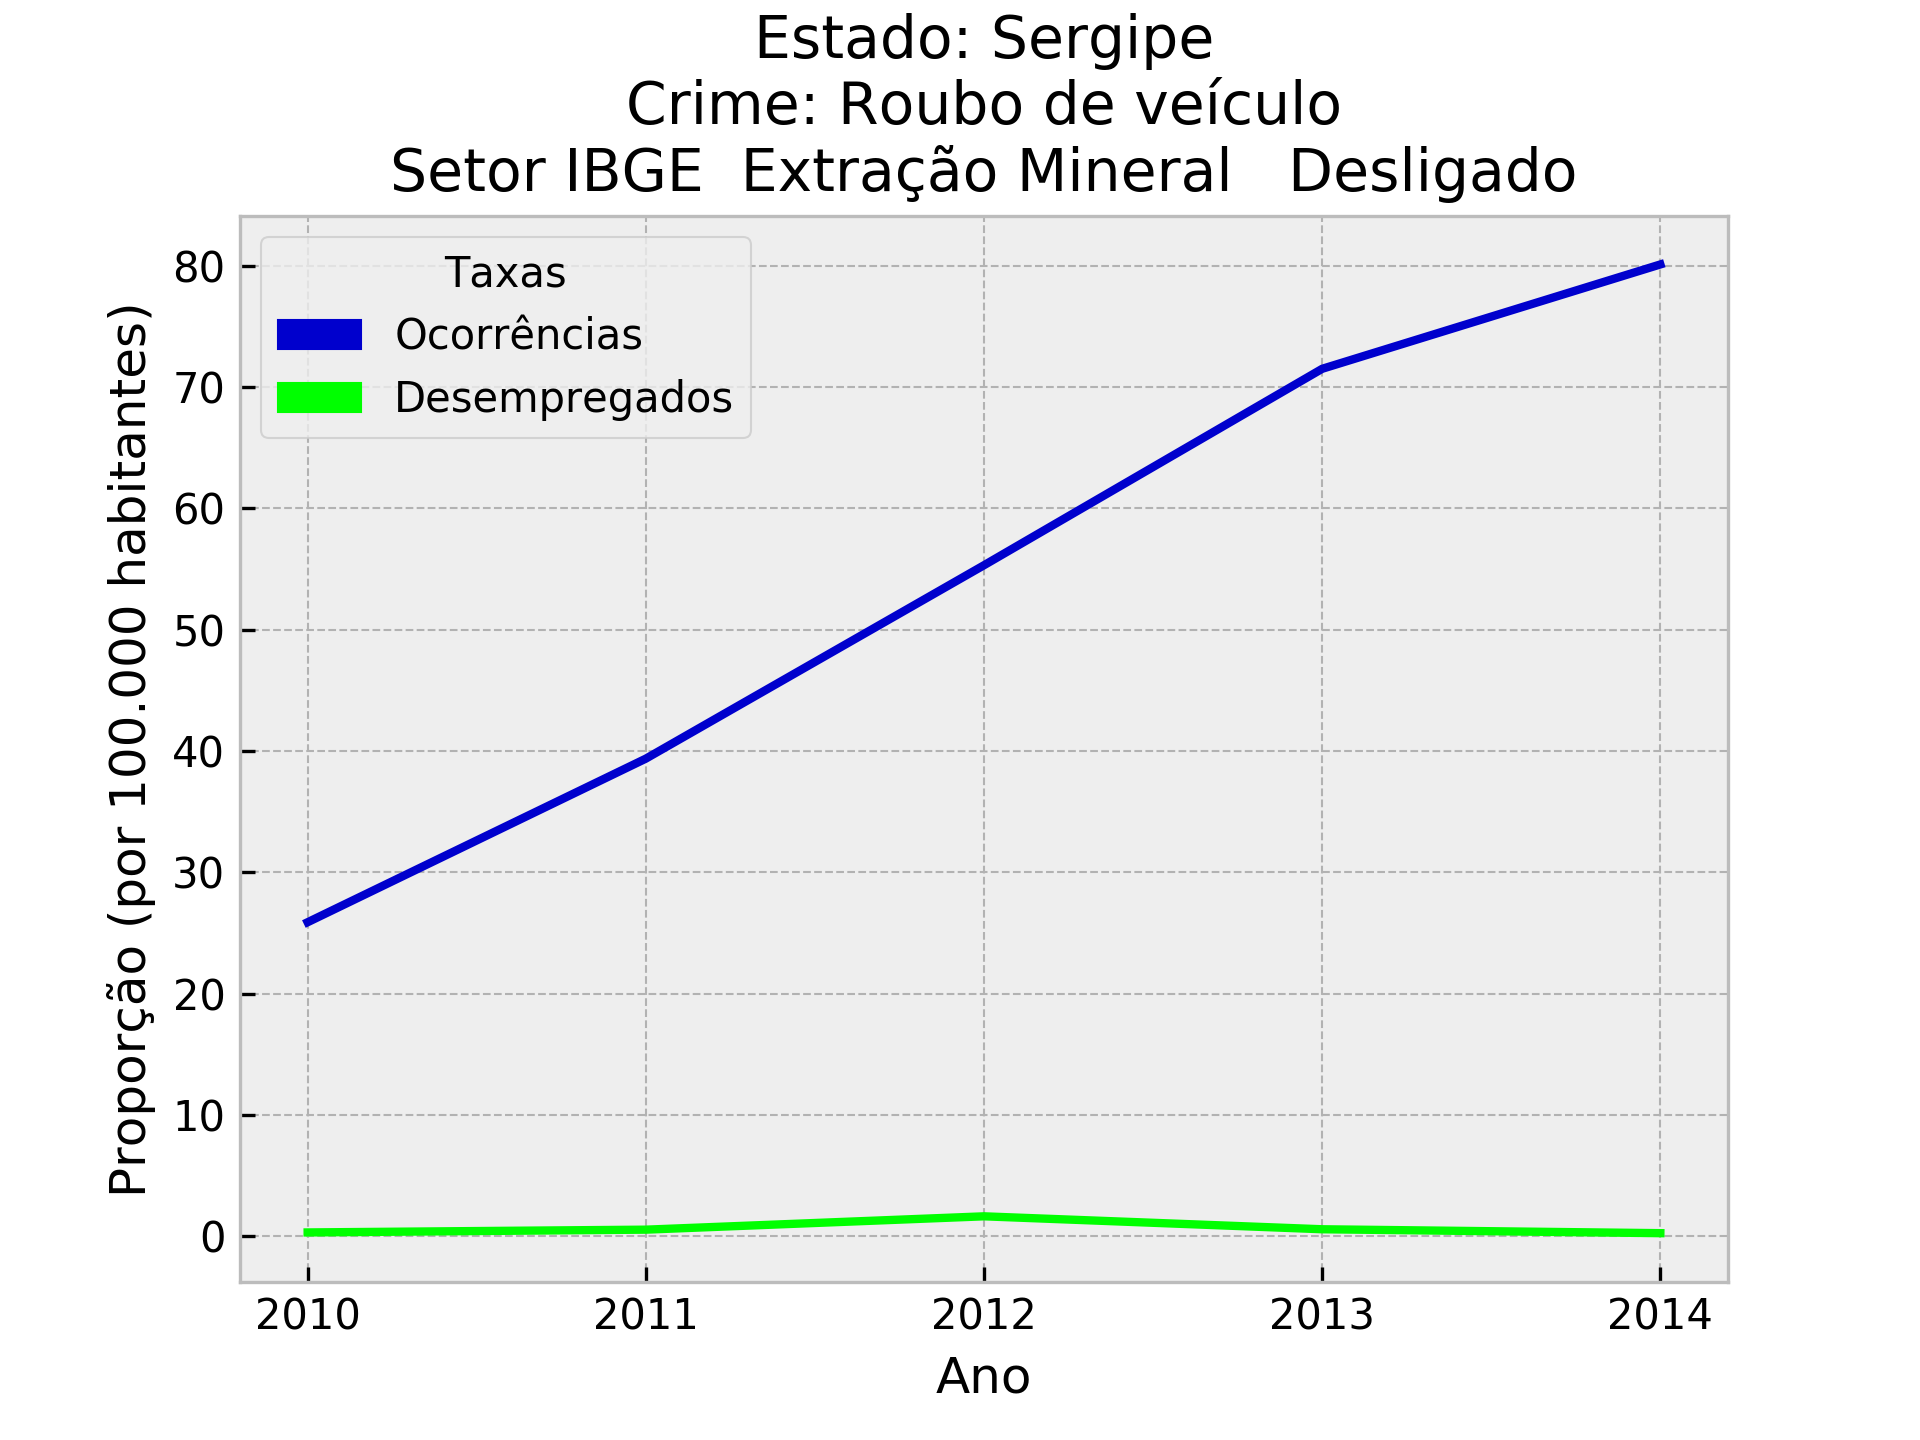 Estado: Sergipe
Crime: Roubo de veículo
Setor IBGE  Extração Mineral   Desligado
Taxas
Ocorrências
Desempregados
Proporção (por 100.000 habitantes)
80
70
60
50
40
30
20
10
0
2010 2011 2012 2013 2014
Ano